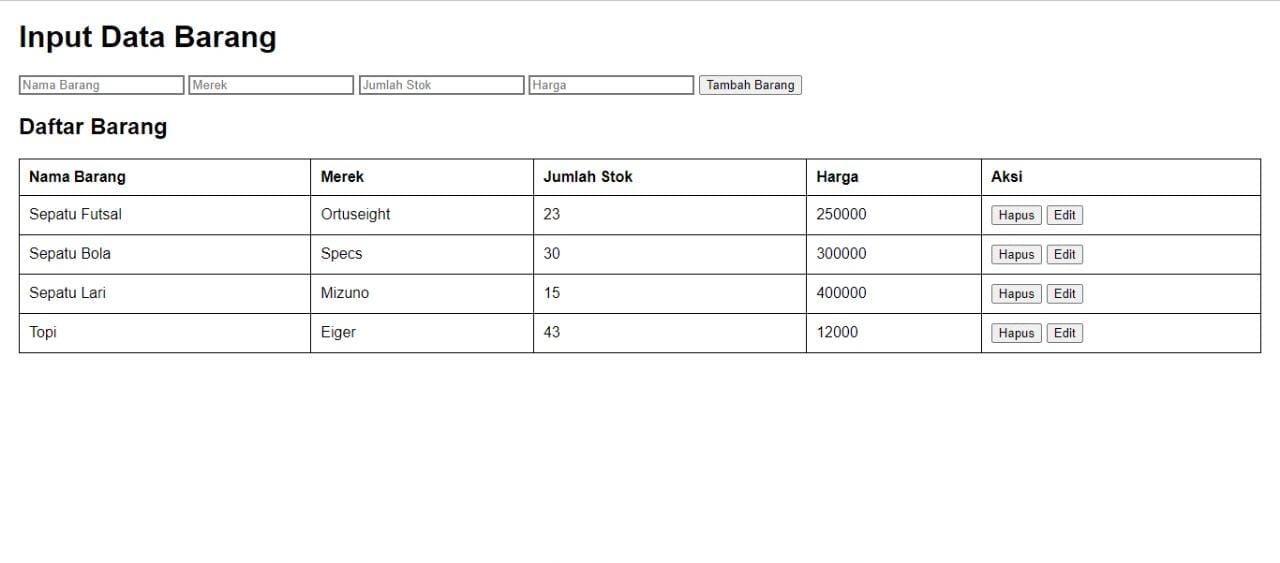 Input Data Barang
Nama Barang Merek Jumlah Stok Harga Tambah Barang
Daftar Barang
Nama Barang Merek Jumlah Stok Harga Aksi
Sepatu Futsal Ortuseight 23 250000 Hapus Edit
Sepatu Bola Specs 30 300000 Hapus Edit
Sepatu Lari Mizuno 15 400000 Hapus Edit
Topi Eiger 43 12000 Hapus Edit